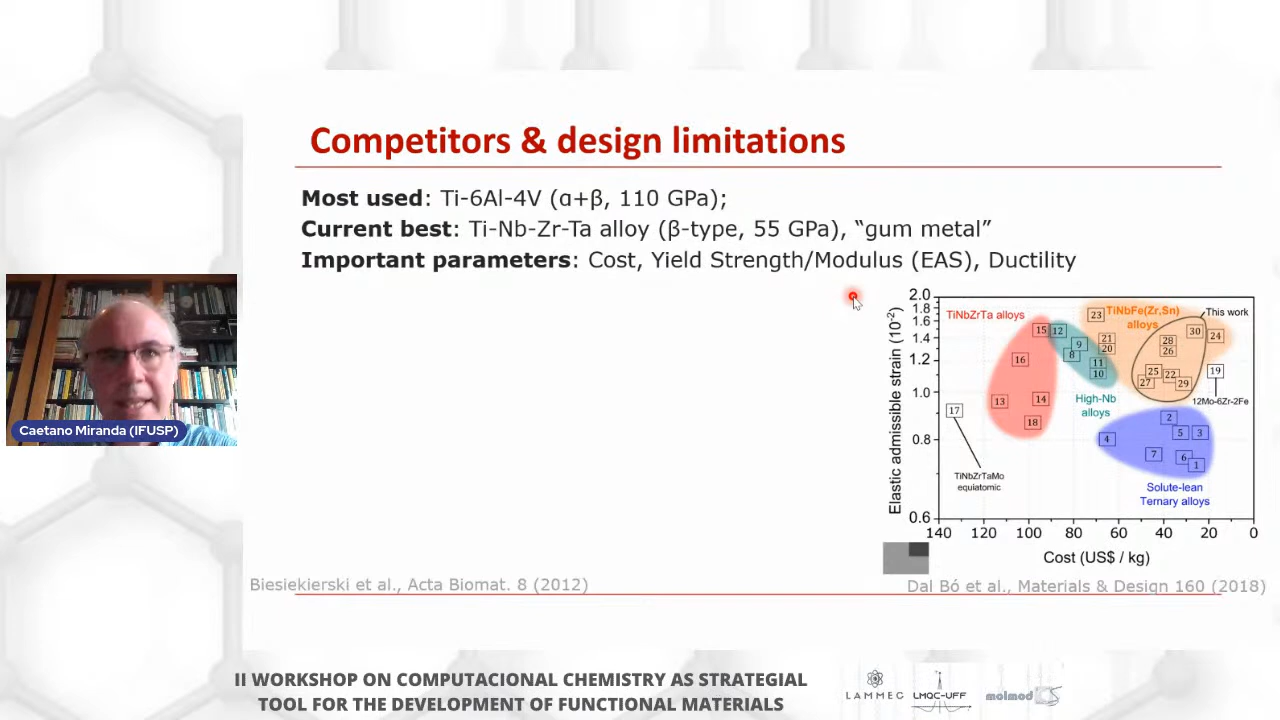 Competitors & design limitations
Most used: Ti-6Al-4V (α+β, 110 GPa);
Current best: Ti-Nb-Zr-Ta alloy (β-type, 55 GPa), “gum metal”
Important parameters: Cost, Yield Strength/Modulus (EAS), Ductility
Caetano Miranda (IFUSP)
Elastic admissible strain (10⁻²)
2.0
1.8
1.6
1.4
1.2
1.0
0.8
0.6
TiNbZrTa alloys
TiNbFe(Zr,Sn)
alloys
This work
23
15
12
30
24
9
21
28
20
26
8
16
11
10
25
22
19
27
29
12Mo-6Zr-2Fe
13
14
High-Nb
alloys
17
18
2
4
5
3
7
6
1
TiNbZrTaMo
equiatomic
Solute-lean
Ternary alloys
140 120 100 80 60 40 20 0
Cost (US$ / kg)
Biesiekierski et al., Acta Biomat. 8 (2012)
Dal Bó et al., Materials & Design 160 (2018)
II WORKSHOP ON COMPUTACIONAL CHEMISTRY AS STRATEGIAL
TOOL FOR THE DEVELOPMENT OF FUNCTIONAL MATERIALS
LAMMEC
LMQC-UFF
molmod CS